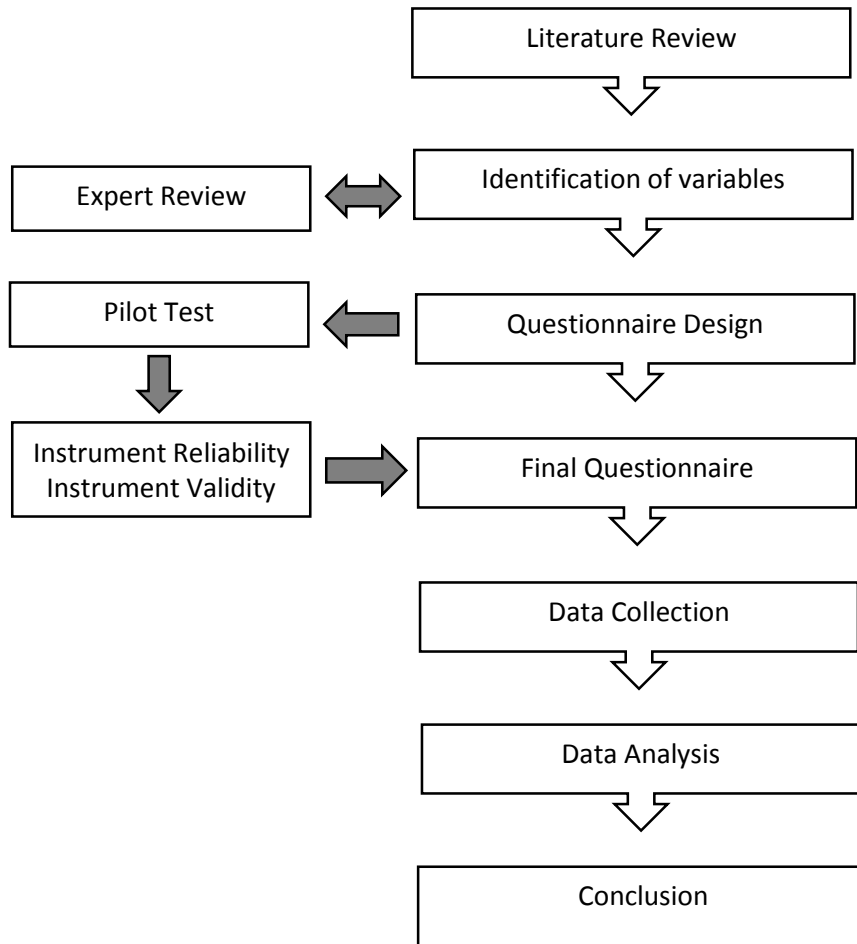 Literature Review
Expert Review
Identification of variables
Pilot Test
Questionnaire Design
Instrument Reliability
Instrument Validity
Final Questionnaire
Data Collection
Data Analysis
Conclusion